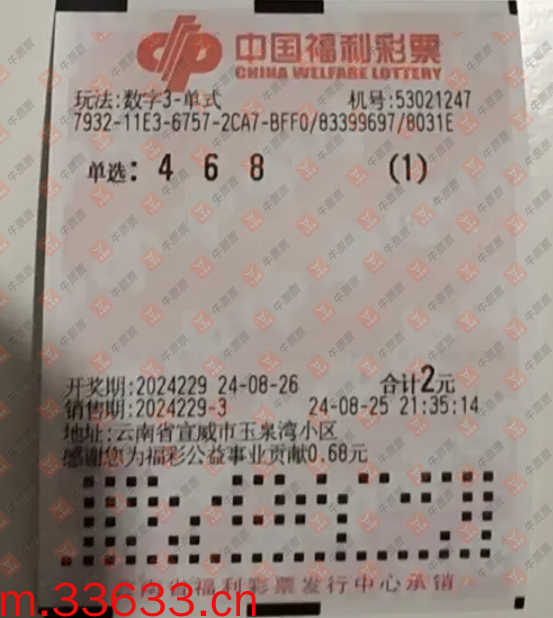 中国福利彩票
CHINA WELFARE LOTTERY
玩法:数字3-单式 机号:53021247
7932-11E3-6757-2CA7-BFF0/83399697/8031E
单选: 4 6 8 (1)
开奖期:2024229 24-08-26 合计2元
销售期:2024229-3 24-08-25 21:35:14
地址:云南省宣威市玉泉湾小区
感谢您为福彩公益事业贡献0.68元
南省福利彩票发行中心承销
m.33633.cn